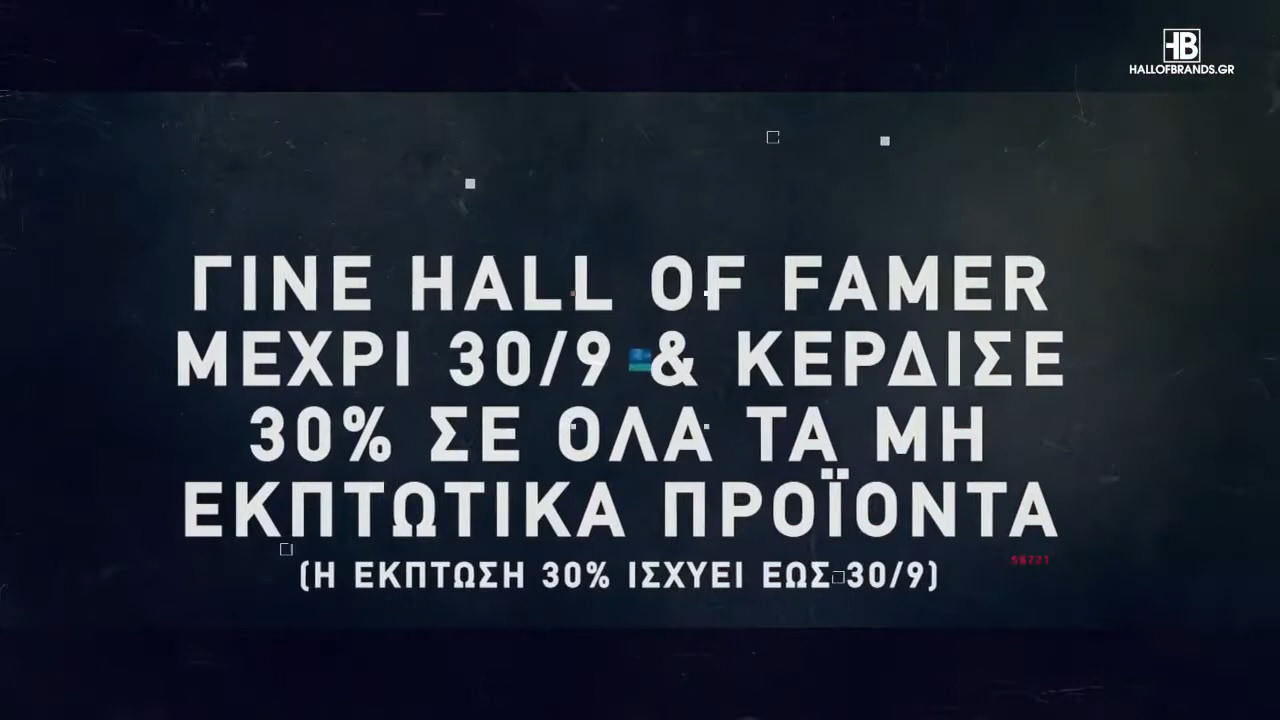 HB
HALLOFBRANDS.GR
ΓΙΝΕ HALL OF FAMER
ΜΕΧΡΙ 30/9 & ΚΕΡΔΙΣΕ
30% ΣΕ ΟΛΑ ΤΑ ΜΗ
ΕΚΠΤΩΤΙΚΑ ΠΡΟΪΟΝΤΑ
(Η ΕΚΠΤΩΣΗ 30% ΙΣΧΥΕΙ ΕΩΣ 30/9)